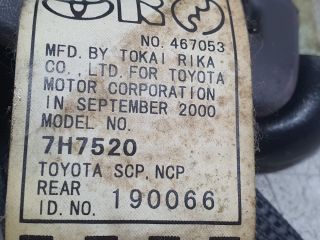 NO. 467053
MFD. BY TOKAI RIKA
CO., LTD. FOR TOYOTA
MOTOR CORPORATION
IN SEPTEMBER 2000
MODEL NO.
7H7520
TOYOTA SCP, NCP
REAR
ID. NO. 190066